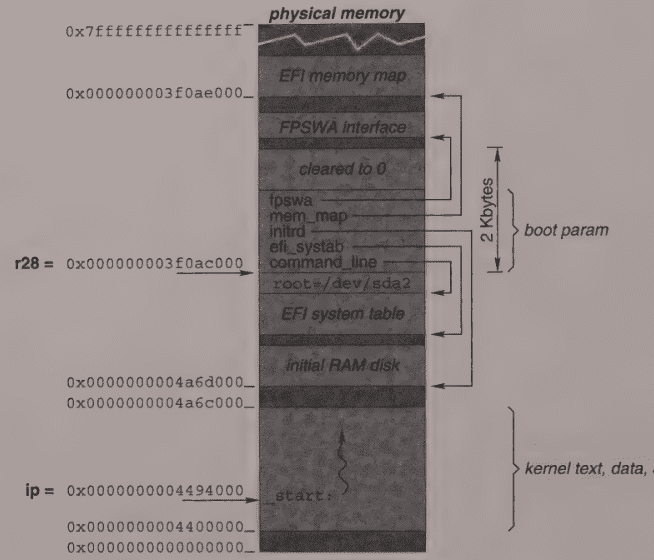 physical memory
0x7fffffffffffffff
EFI memory map
0x000000003f0ae000
FPSWA interface
cleared to 0
fpswa
mem_map
initrd
efi_systab
command_line
2 Kbytes
boot param
r28 = 0x000000003f0ac000
root=/dev/sda2
EFI system table
initial RAM disk
0x0000000004a6d000
0x0000000004a6c000
kernel text, data,
ip = 0x0000000004494000
_start:
0x0000000004400000
0x0000000000000000